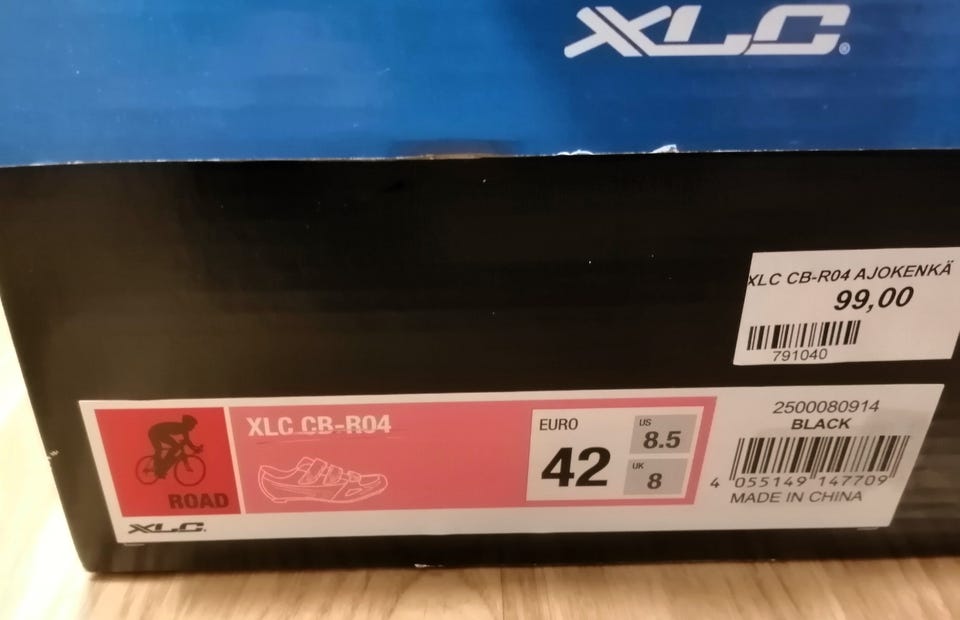 XLC®
XLC CB-R04 AJOKENKÄ
99,00
791040
XLC CB-R04
ROAD
XLC.
EURO
42
US
8.5
UK
8
2500080914
BLACK
4 055149 147709
MADE IN CHINA